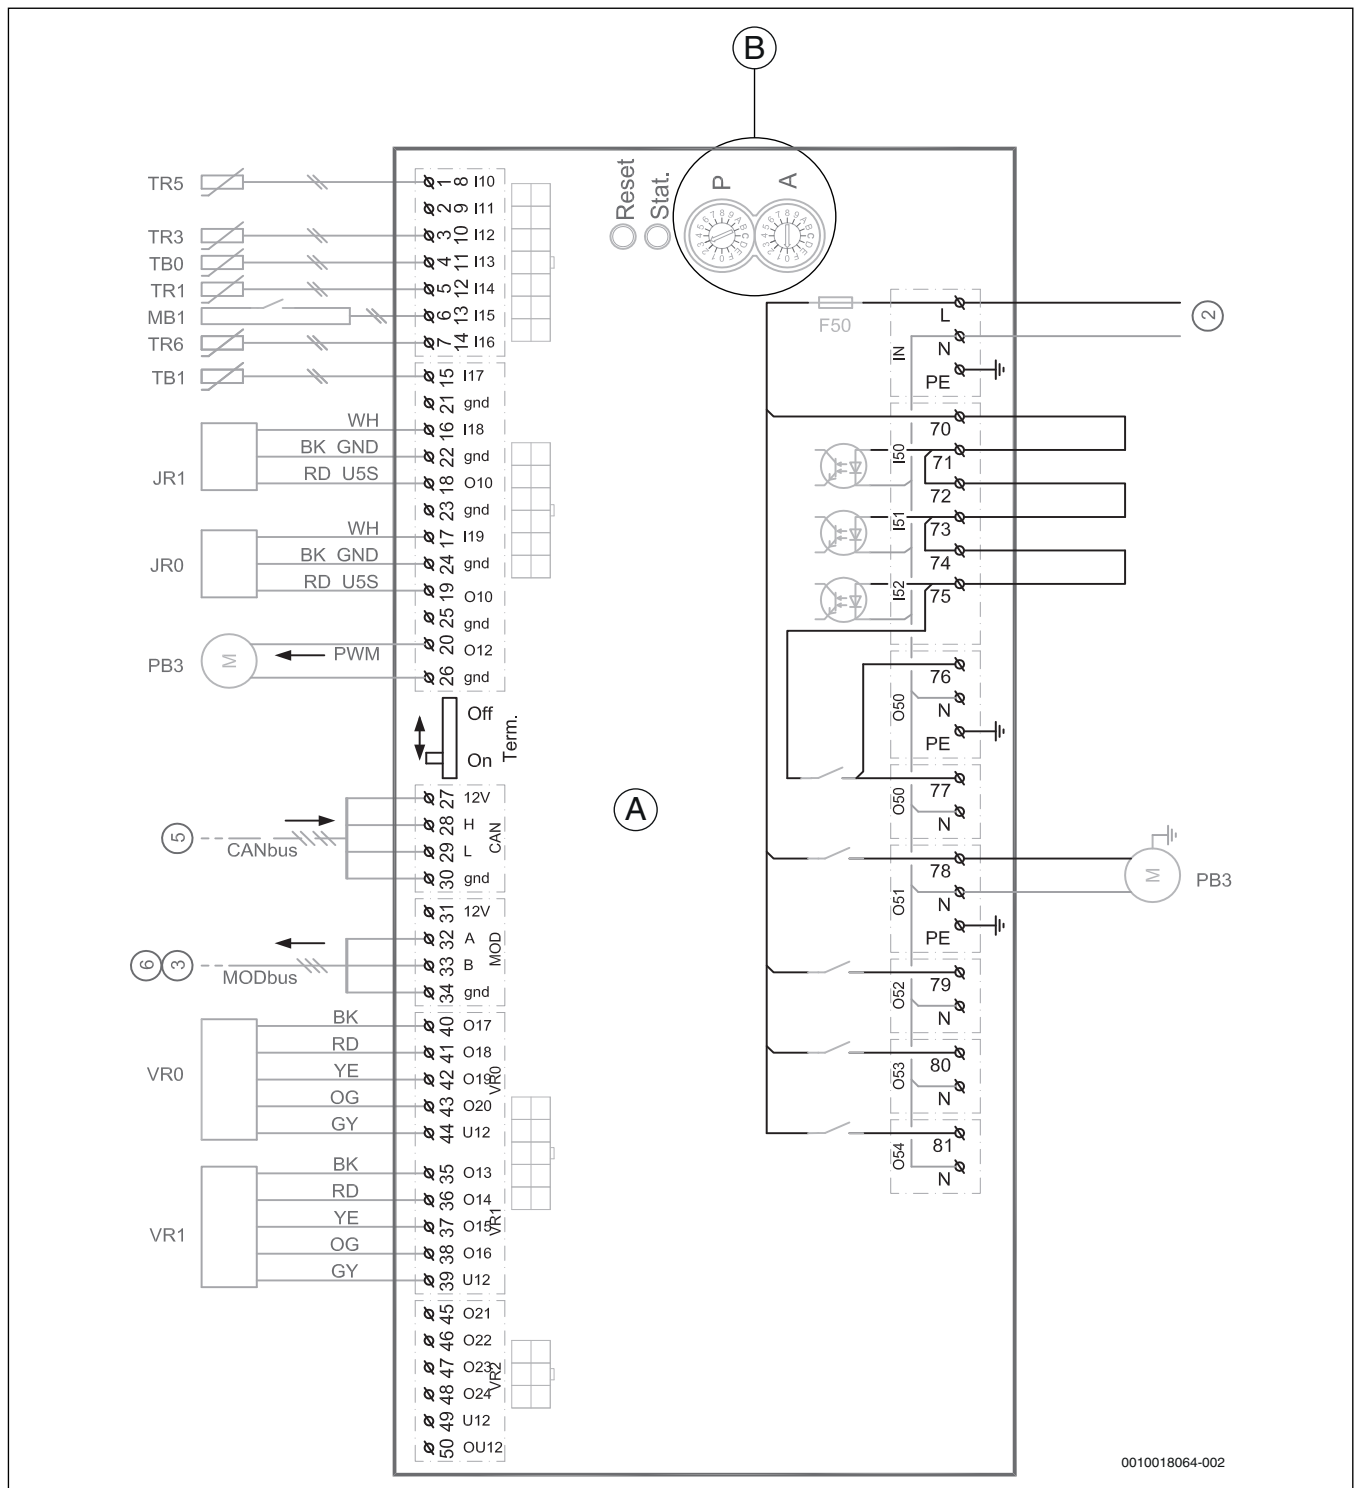 B
Reset
Stat.
P
A
0123456789ABCDEF
0123456789ABCDEF
TR5
1 8 I10
2 9 I11
TR3
3 10 I12
TB0
4 11 I13
TR1
5 12 I14
MB1
6 13 I15
TR6
7 14 I16
TB1
15 I17
21 gnd
JR1
WH
16 I18
BK GND
22 gnd
RD U5S
18 O10
23 gnd
JR0
WH
17 I19
BK GND
24 gnd
RD U5S
19 O10
25 gnd
PB3
M
PWM
20 O12
26 gnd
Off
On
Term.
5
CANbus
27 12V
28 H
29 L
30 gnd
CAN
6
3
MODbus
31 12V
32 A
33 B
34 gnd
MOD
VR0
BK
40 O17
RD
41 O18
YE
42 O19
OG
43 O20
GY
44 U12
VR0
VR1
BK
35 O13
RD
36 O14
YE
37 O15
OG
38 O16
GY
39 U12
VR1
45 O21
46 O22
47 O23
48 O24
49 U12
50 OU12
VR2
A
F50
IN
L
N
PE
2
70
I50
71
72
I51
73
74
I52
75
O50
76
N
PE
O50
77
N
O51
78
N
PE
M
PB3
O52
79
N
O53
80
N
O54
81
N
0010018064-002